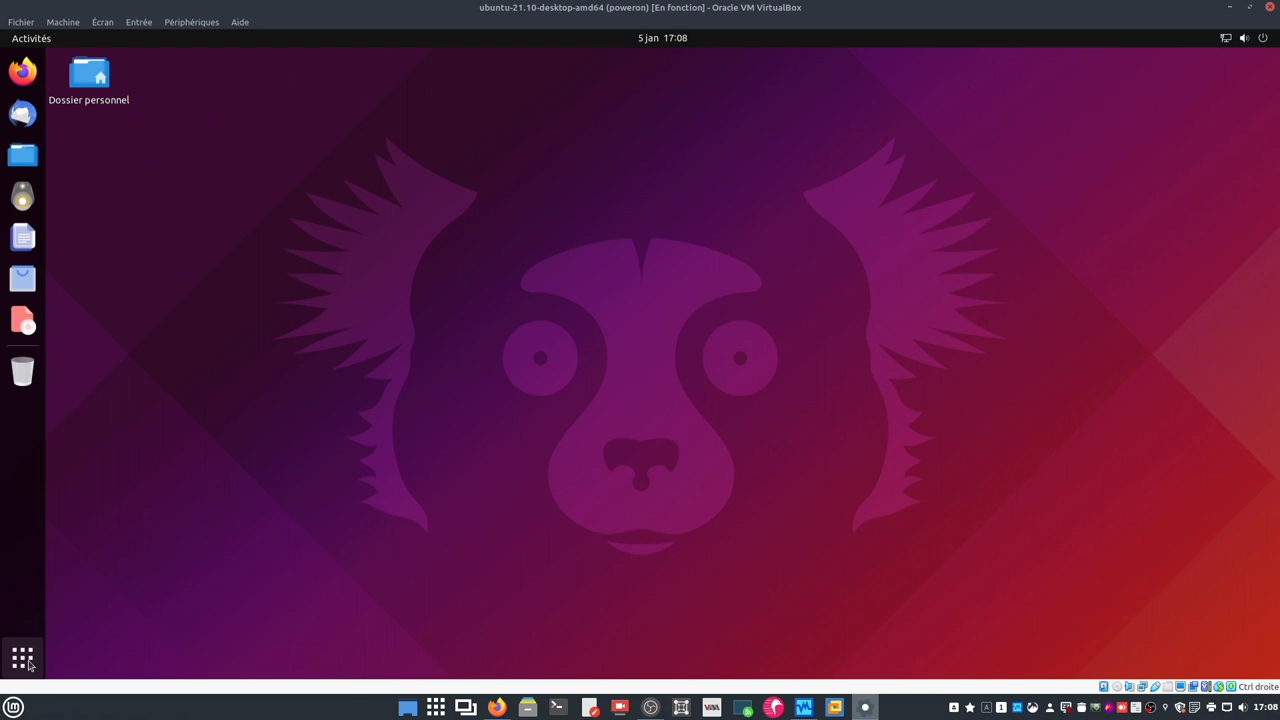 ubuntu-21.10-desktop-amd64 (poweron) [En fonction] - Oracle VM VirtualBox
Fichier Machine Écran Entrée Périphériques Aide
Activités 5 jan 17:08
Dossier personnel
Ctrl droite
17:08